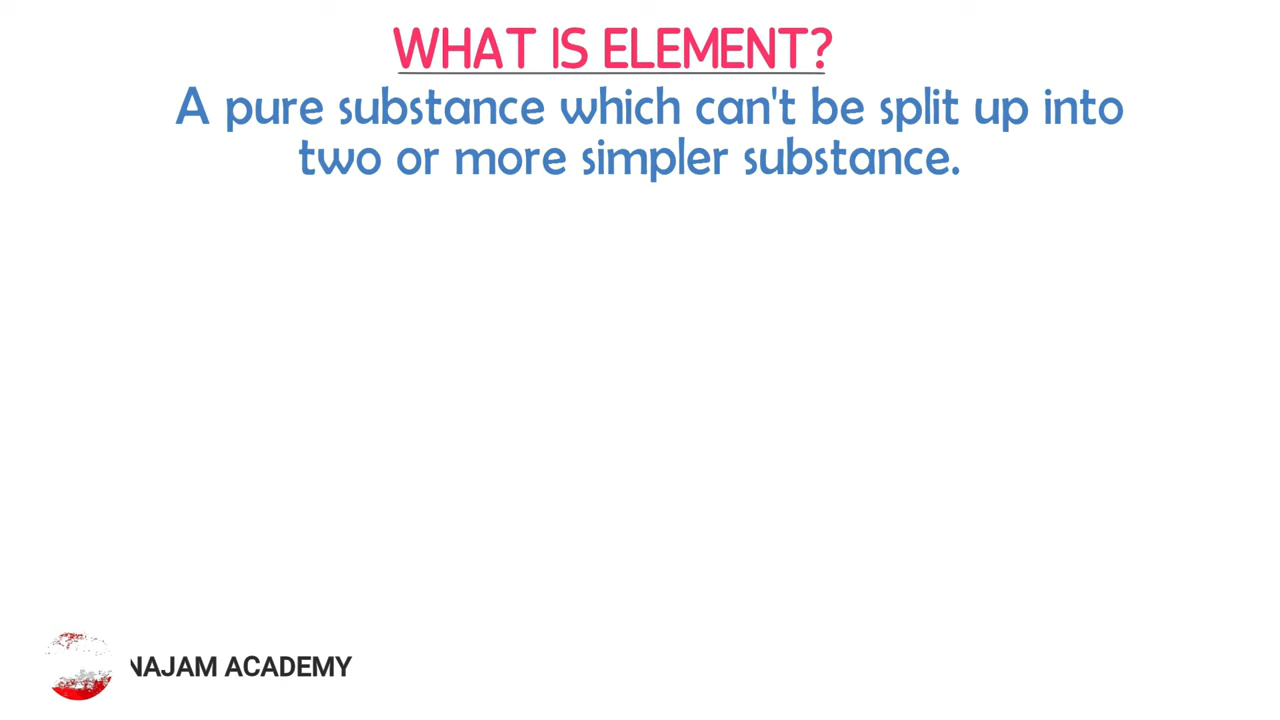 WHAT IS ELEMENT?
A pure substance which can't be split up into
two or more simpler substance.
NAJAM ACADEMY